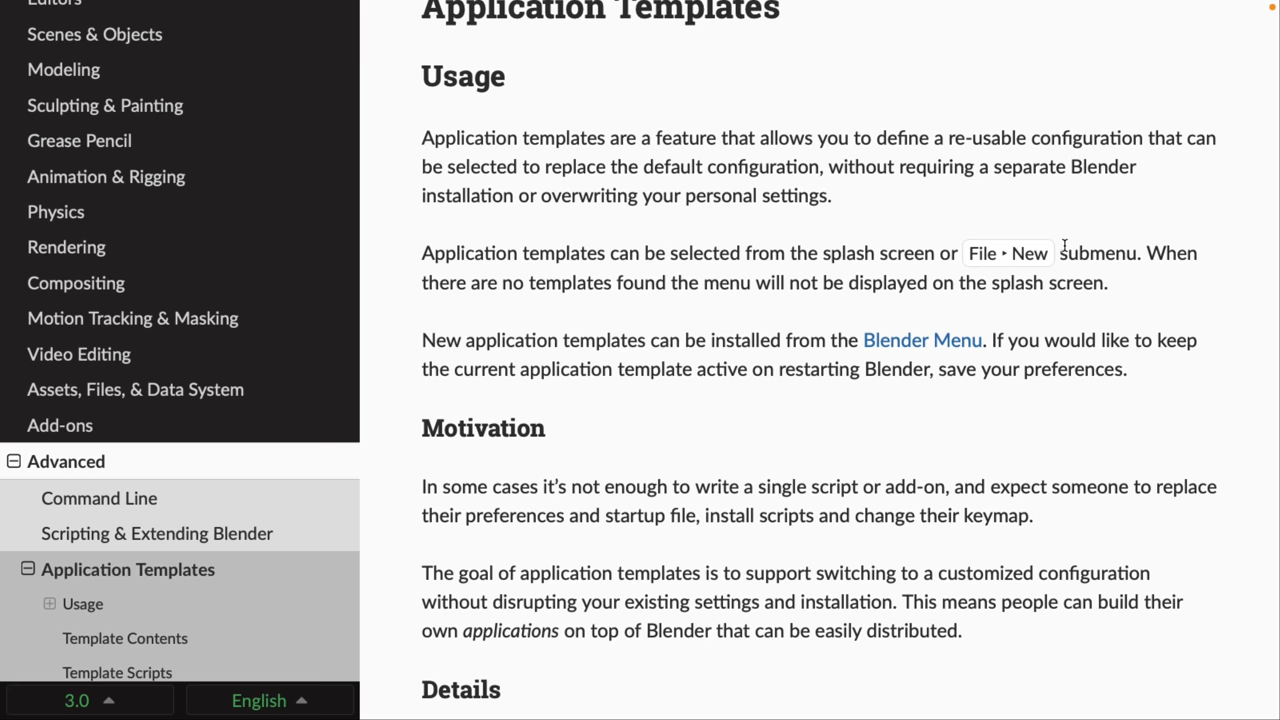 Editors
Scenes & Objects
Modeling
Sculpting & Painting
Grease Pencil
Animation & Rigging
Physics
Rendering
Compositing
Motion Tracking & Masking
Video Editing
Assets, Files, & Data System
Add-ons
Advanced
Command Line
Scripting & Extending Blender
Application Templates
Usage
Template Contents
Template Scripts
3.0
English
Application Templates
Usage
Application templates are a feature that allows you to define a re-usable configuration that can
be selected to replace the default configuration, without requiring a separate Blender
installation or overwriting your personal settings.
Application templates can be selected from the splash screen or File ‣ New submenu. When
there are no templates found the menu will not be displayed on the splash screen.
New application templates can be installed from the Blender Menu. If you would like to keep
the current application template active on restarting Blender, save your preferences.
Motivation
In some cases it’s not enough to write a single script or add-on, and expect someone to replace
their preferences and startup file, install scripts and change their keymap.
The goal of application templates is to support switching to a customized configuration
without disrupting your existing settings and installation. This means people can build their
own applications on top of Blender that can be easily distributed.
Details